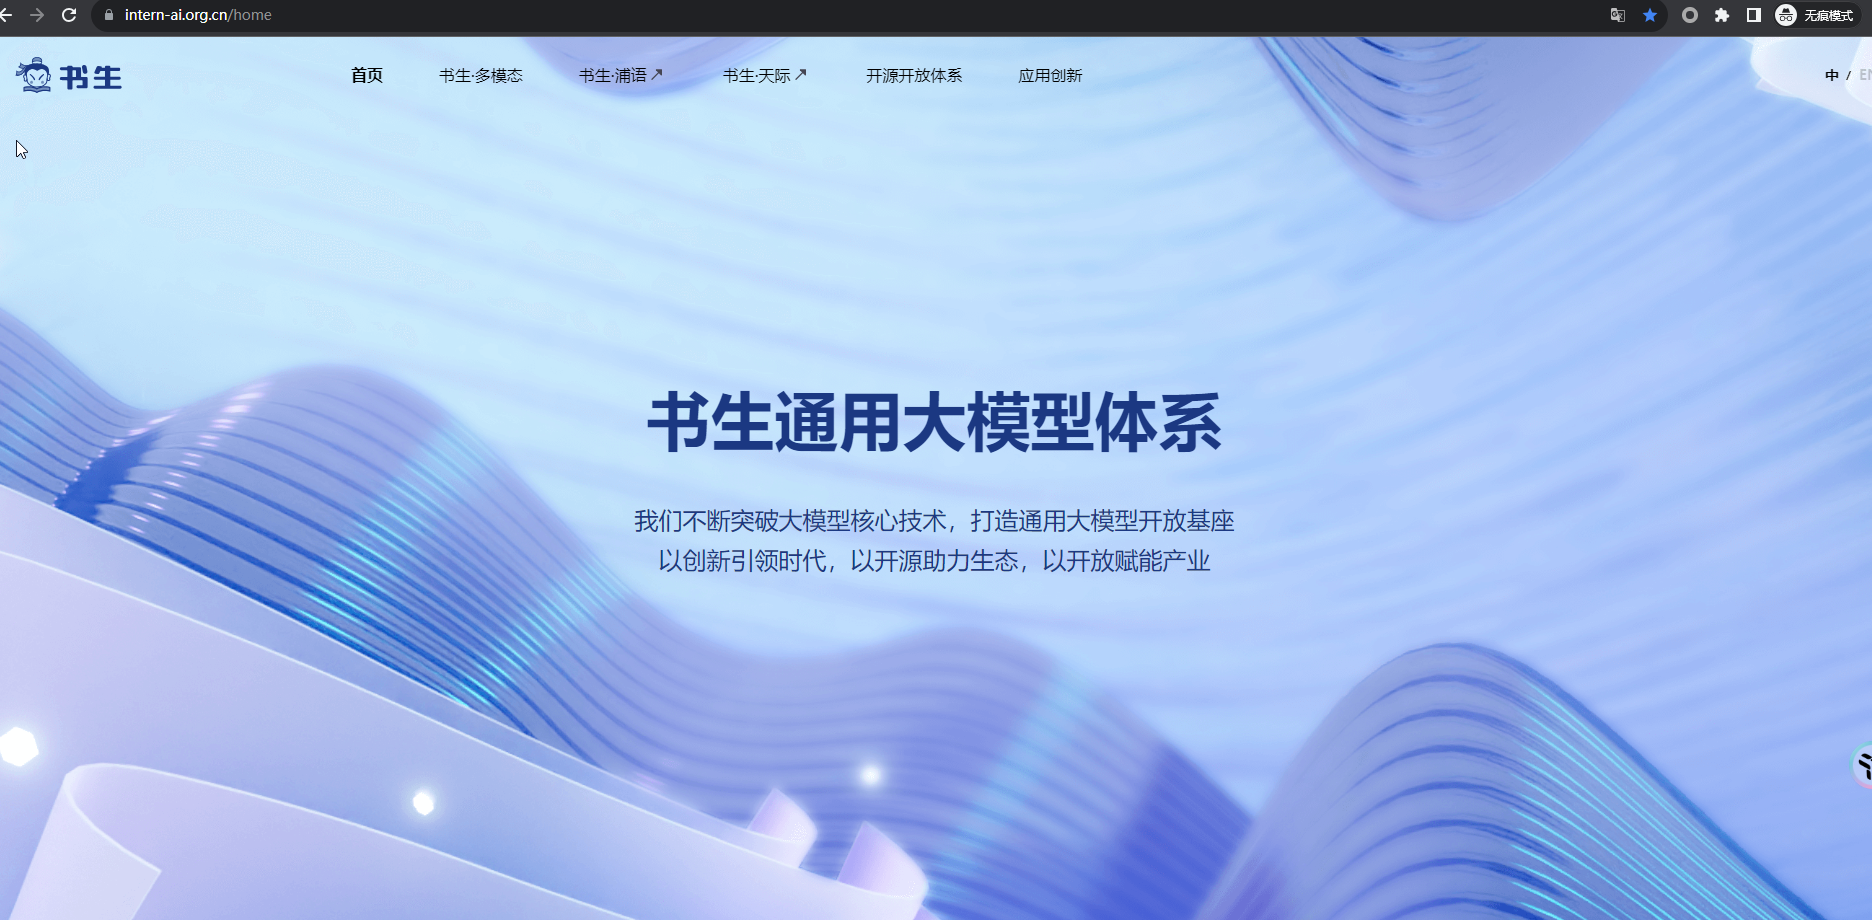 intern-ai.org.cn/home
无痕模式
书生
首页
书生·多模态
书生·浦语
书生·天际
开源开放体系
应用创新
中 / EN
书生通用大模型体系
我们不断突破大模型核心技术，打造通用大模型开放基座
以创新引领时代，以开源助力生态，以开放赋能产业